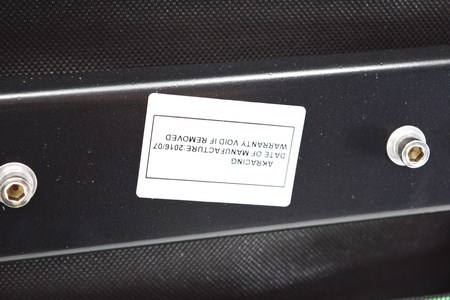 AKRACING
DATE OF MANUFACTURE:2016/07
WARRANTY VOID IF REMOVED